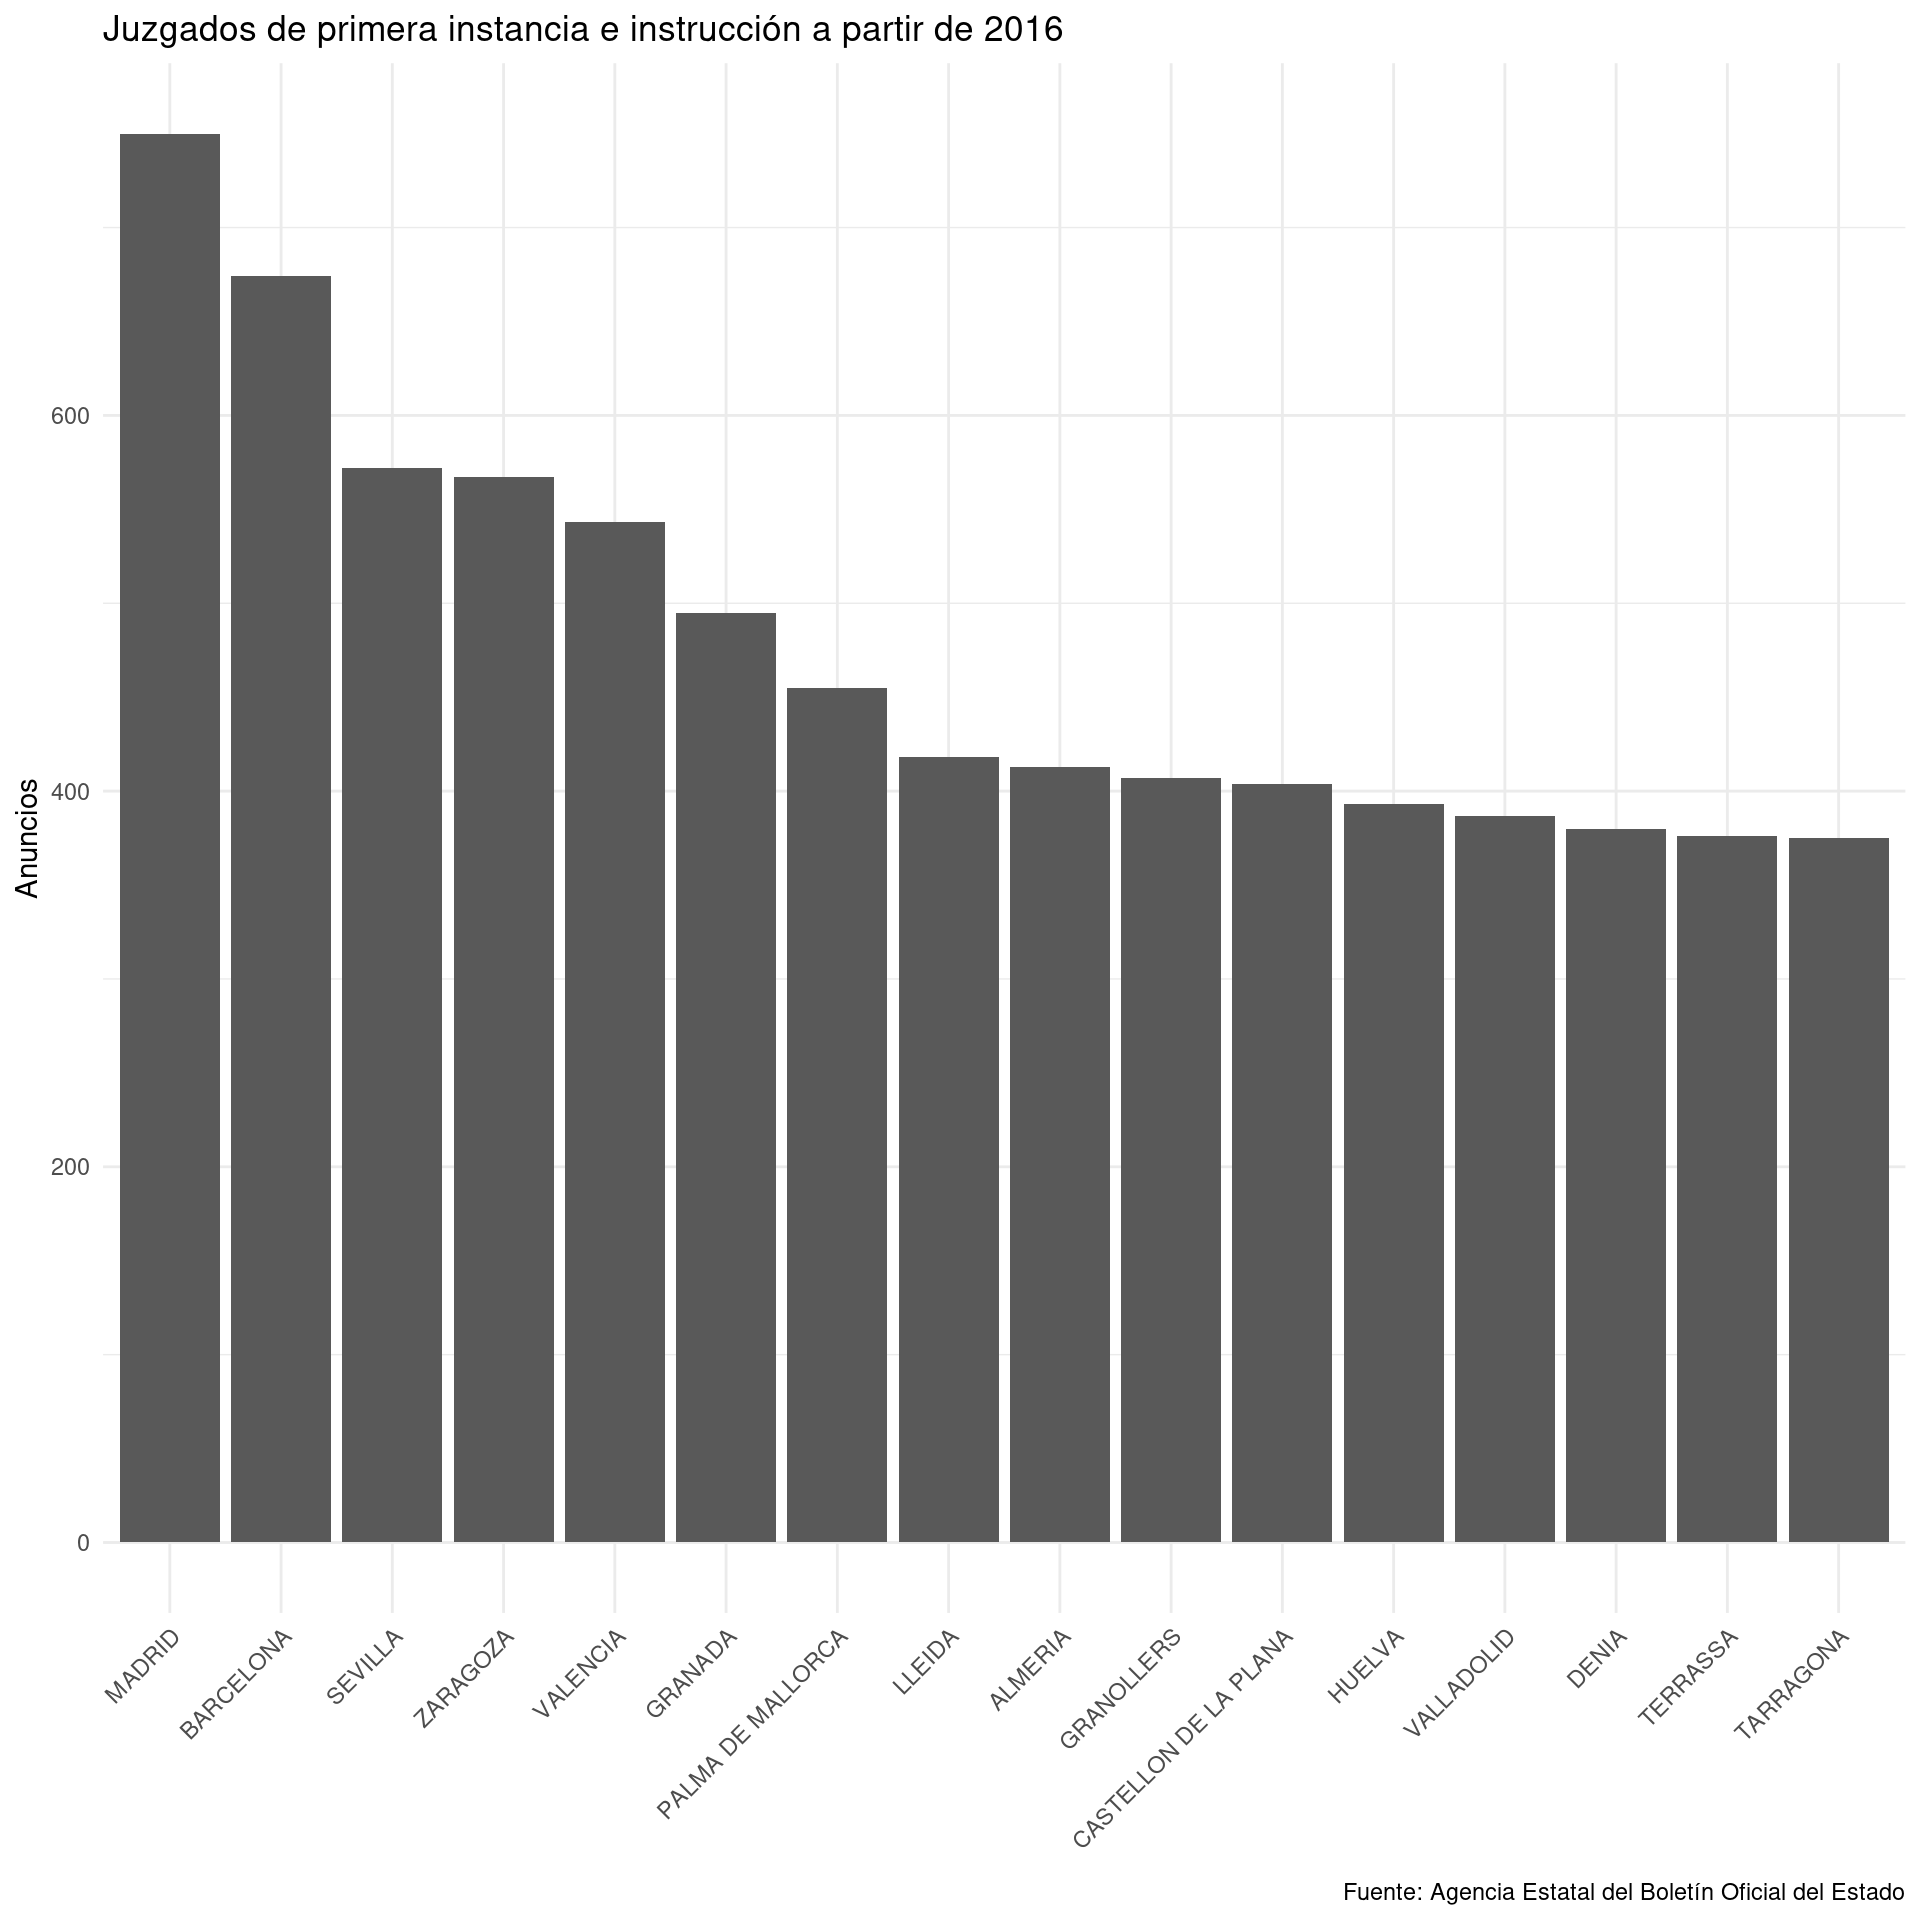 Juzgados de primera instancia e instrucción a partir de 2016
Anuncios
600
400
200
0
MADRID
BARCELONA
SEVILLA
ZARAGOZA
VALENCIA
GRANADA
PALMA DE MALLORCA
LLEIDA
ALMERIA
GRANOLLERS
CASTELLON DE LA PLANA
HUELVA
VALLADOLID
DENIA
TERRASSA
TARRAGONA
Fuente: Agencia Estatal del Boletín Oficial del Estado